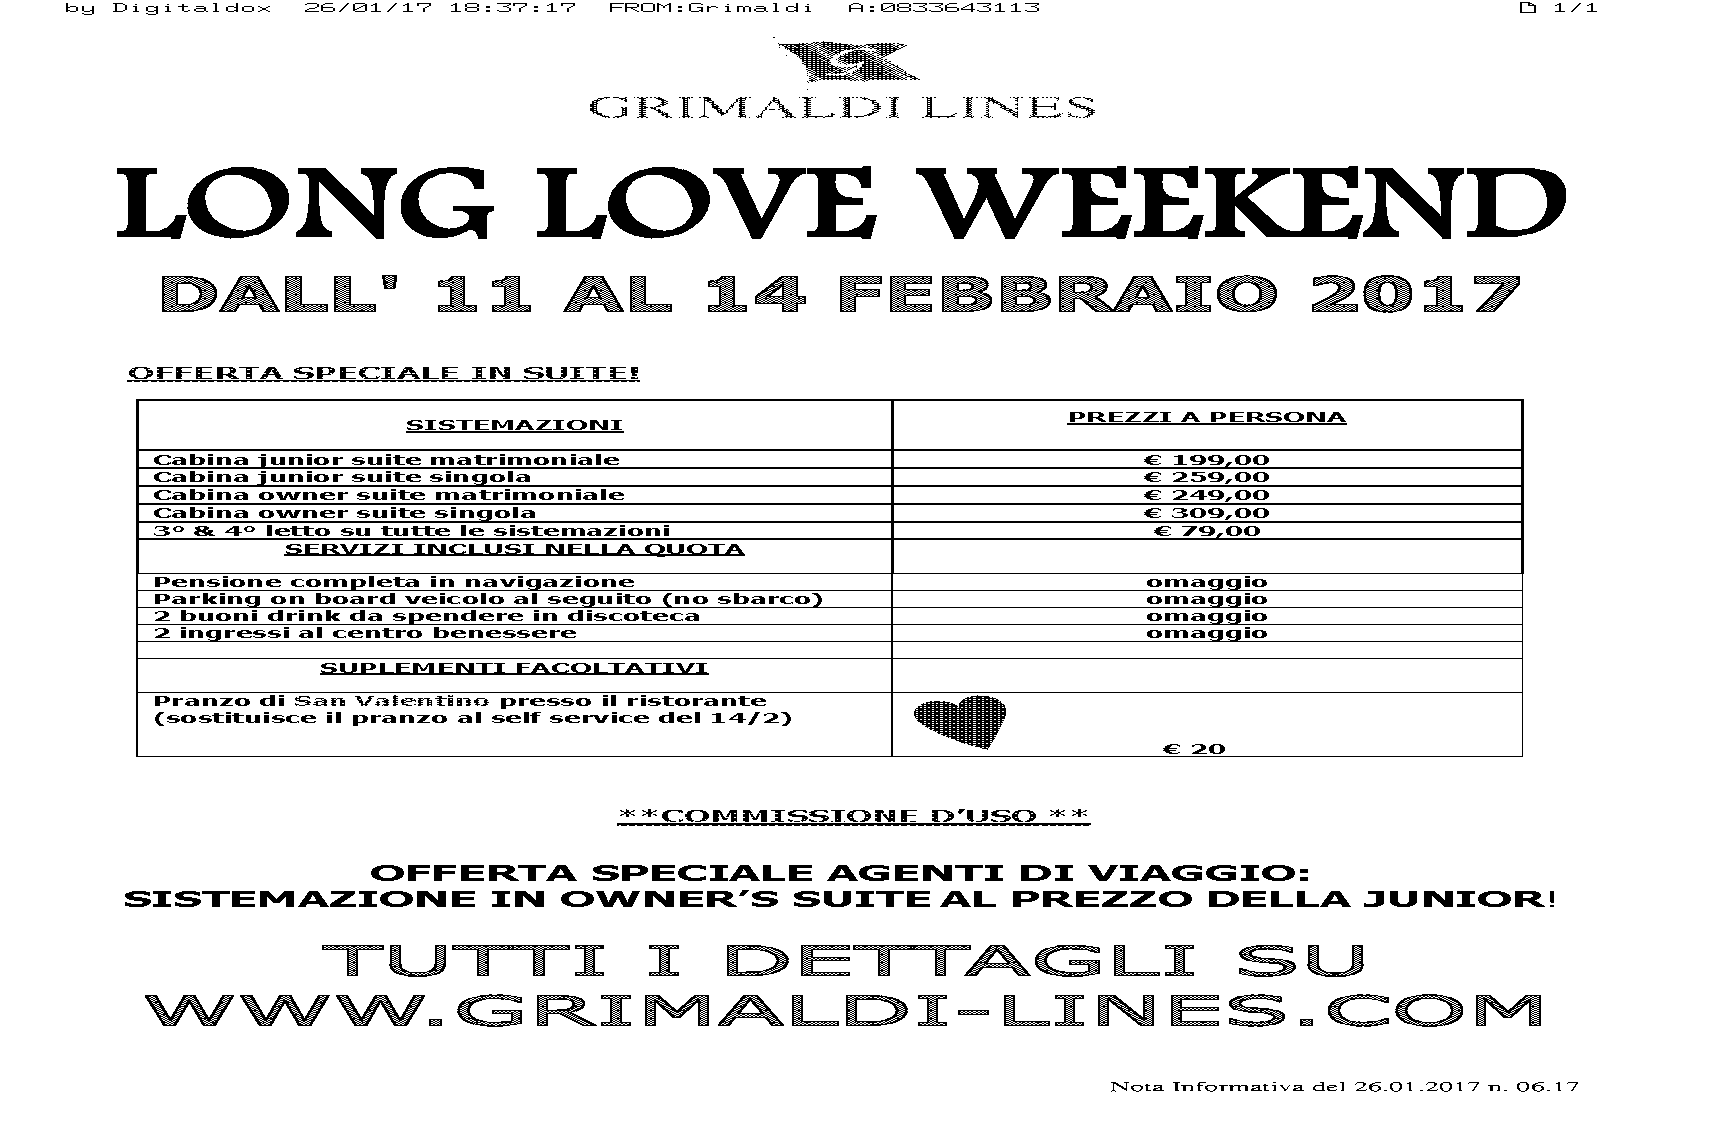 by Digitaldox 26/01/17 18:37:17 FROM:Grimaldi A:0833643113 1/1
GRIMALDI LINES
LONG LOVE WEEKEND
DALL' 11 AL 14 FEBBRAIO 2017
OFFERTA SPECIALE IN SUITE!
SISTEMAZIONI PREZZI A PERSONA
Cabina junior suite matrimoniale € 199,00
Cabina junior suite singola € 259,00
Cabina owner suite matrimoniale € 249,00
Cabina owner suite singola € 309,00
3° & 4° letto su tutte le sistemazioni € 79,00
SERVIZI INCLUSI NELLA QUOTA
Pensione completa in navigazione omaggio
Parking on board veicolo al seguito (no sbarco) omaggio
2 buoni drink da spendere in discoteca omaggio
2 ingressi al centro benessere omaggio
SUPLEMENTI FACOLTATIVI
Pranzo di San Valentino presso il ristorante
(sostituisce il pranzo al self service del 14/2)
€ 20
**COMMISSIONE D'USO **
OFFERTA SPECIALE AGENTI DI VIAGGIO:
SISTEMAZIONE IN OWNER'S SUITE AL PREZZO DELLA JUNIOR!
TUTTI I DETTAGLI SU
WWW.GRIMALDI-LINES.COM
Nota Informativa del 26.01.2017 n. 06.17